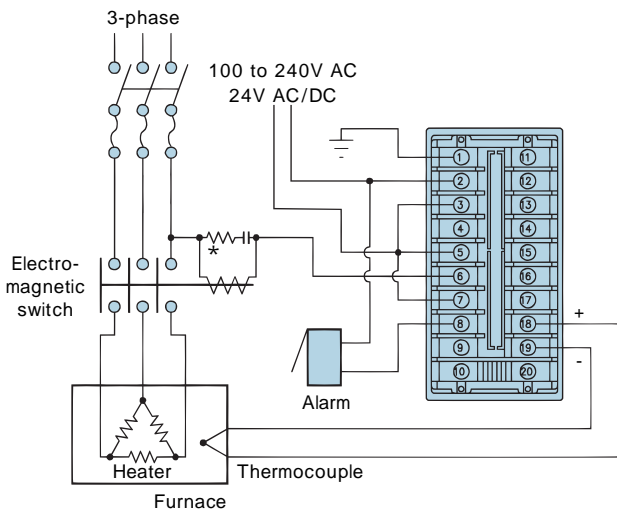 3-phase
100 to 240V AC
24V AC/DC
1
11
2
12
3
13
4
14
5
15
6
16
7
17
8
18
9
19
10
20
+
-
*
Electro-
magnetic
switch
Alarm
Heater
Thermocouple
Furnace